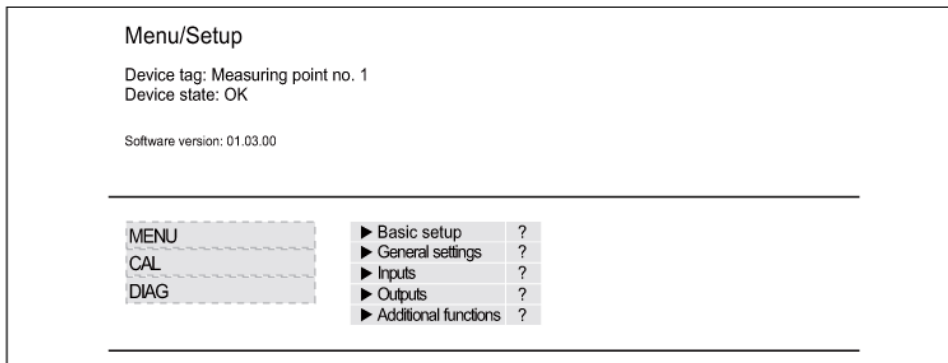 Menu/Setup
Device tag: Measuring point no. 1
Device state: OK
Software version: 01.03.00
MENU
CAL
DIAG
▶ Basic setup ?
▶ General settings ?
▶ Inputs ?
▶ Outputs ?
▶ Additional functions ?